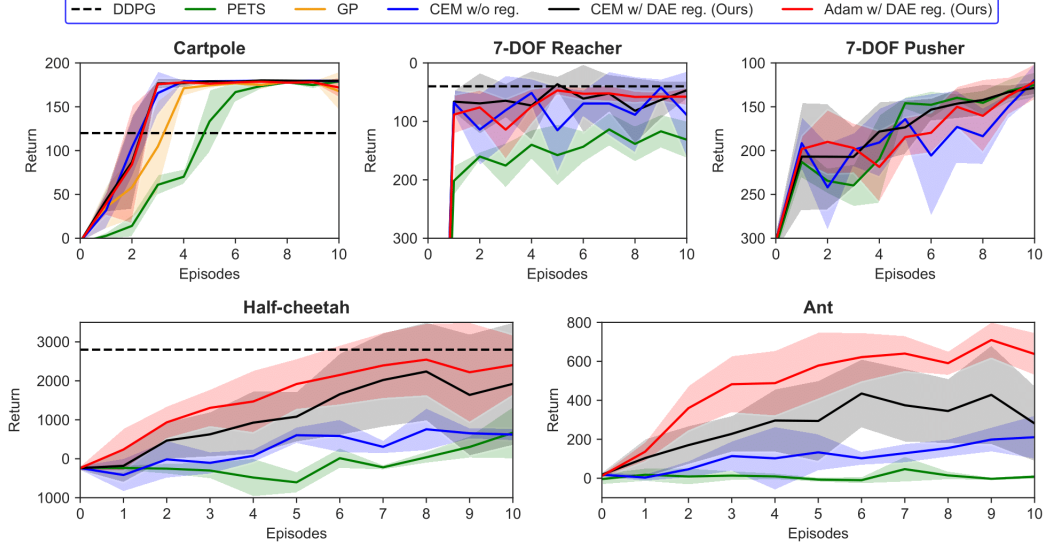 DDPG PETS GP CEM w/o reg. CEM w/ DAE reg. (Ours) Adam w/ DAE reg. (Ours)
Cartpole
200
150
100
50
0
Return
0 2 4 6 8 10
Episodes
7-DOF Reacher
0
100
200
300
Return
0 2 4 6 8 10
Episodes
7-DOF Pusher
100
150
200
250
300
Return
0 2 4 6 8 10
Episodes
Half-cheetah
3000
2000
1000
0
1000
Return
0 1 2 3 4 5 6 7 8 9 10
Episodes
Ant
800
600
400
200
0
Return
0 1 2 3 4 5 6 7 8 9 10
Episodes